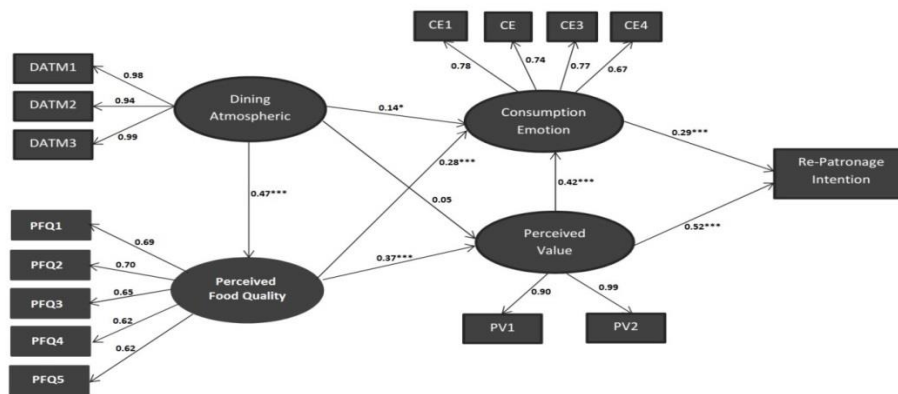 CE1
CE
CE3
CE4
0.78
0.74
0.77
0.67
DATM1
DATM2
DATM3
0.98
0.94
0.99
Dining
Atmospheric
0.14*
Consumption
Emotion
0.29***
0.28***
Re-Patronage
Intention
0.47***
0.05
0.42***
0.52***
PFQ1
PFQ2
PFQ3
PFQ4
PFQ5
0.69
0.70
0.65
0.62
0.62
Perceived
Food Quality
0.37***
Perceived
Value
0.90
0.99
PV1
PV2